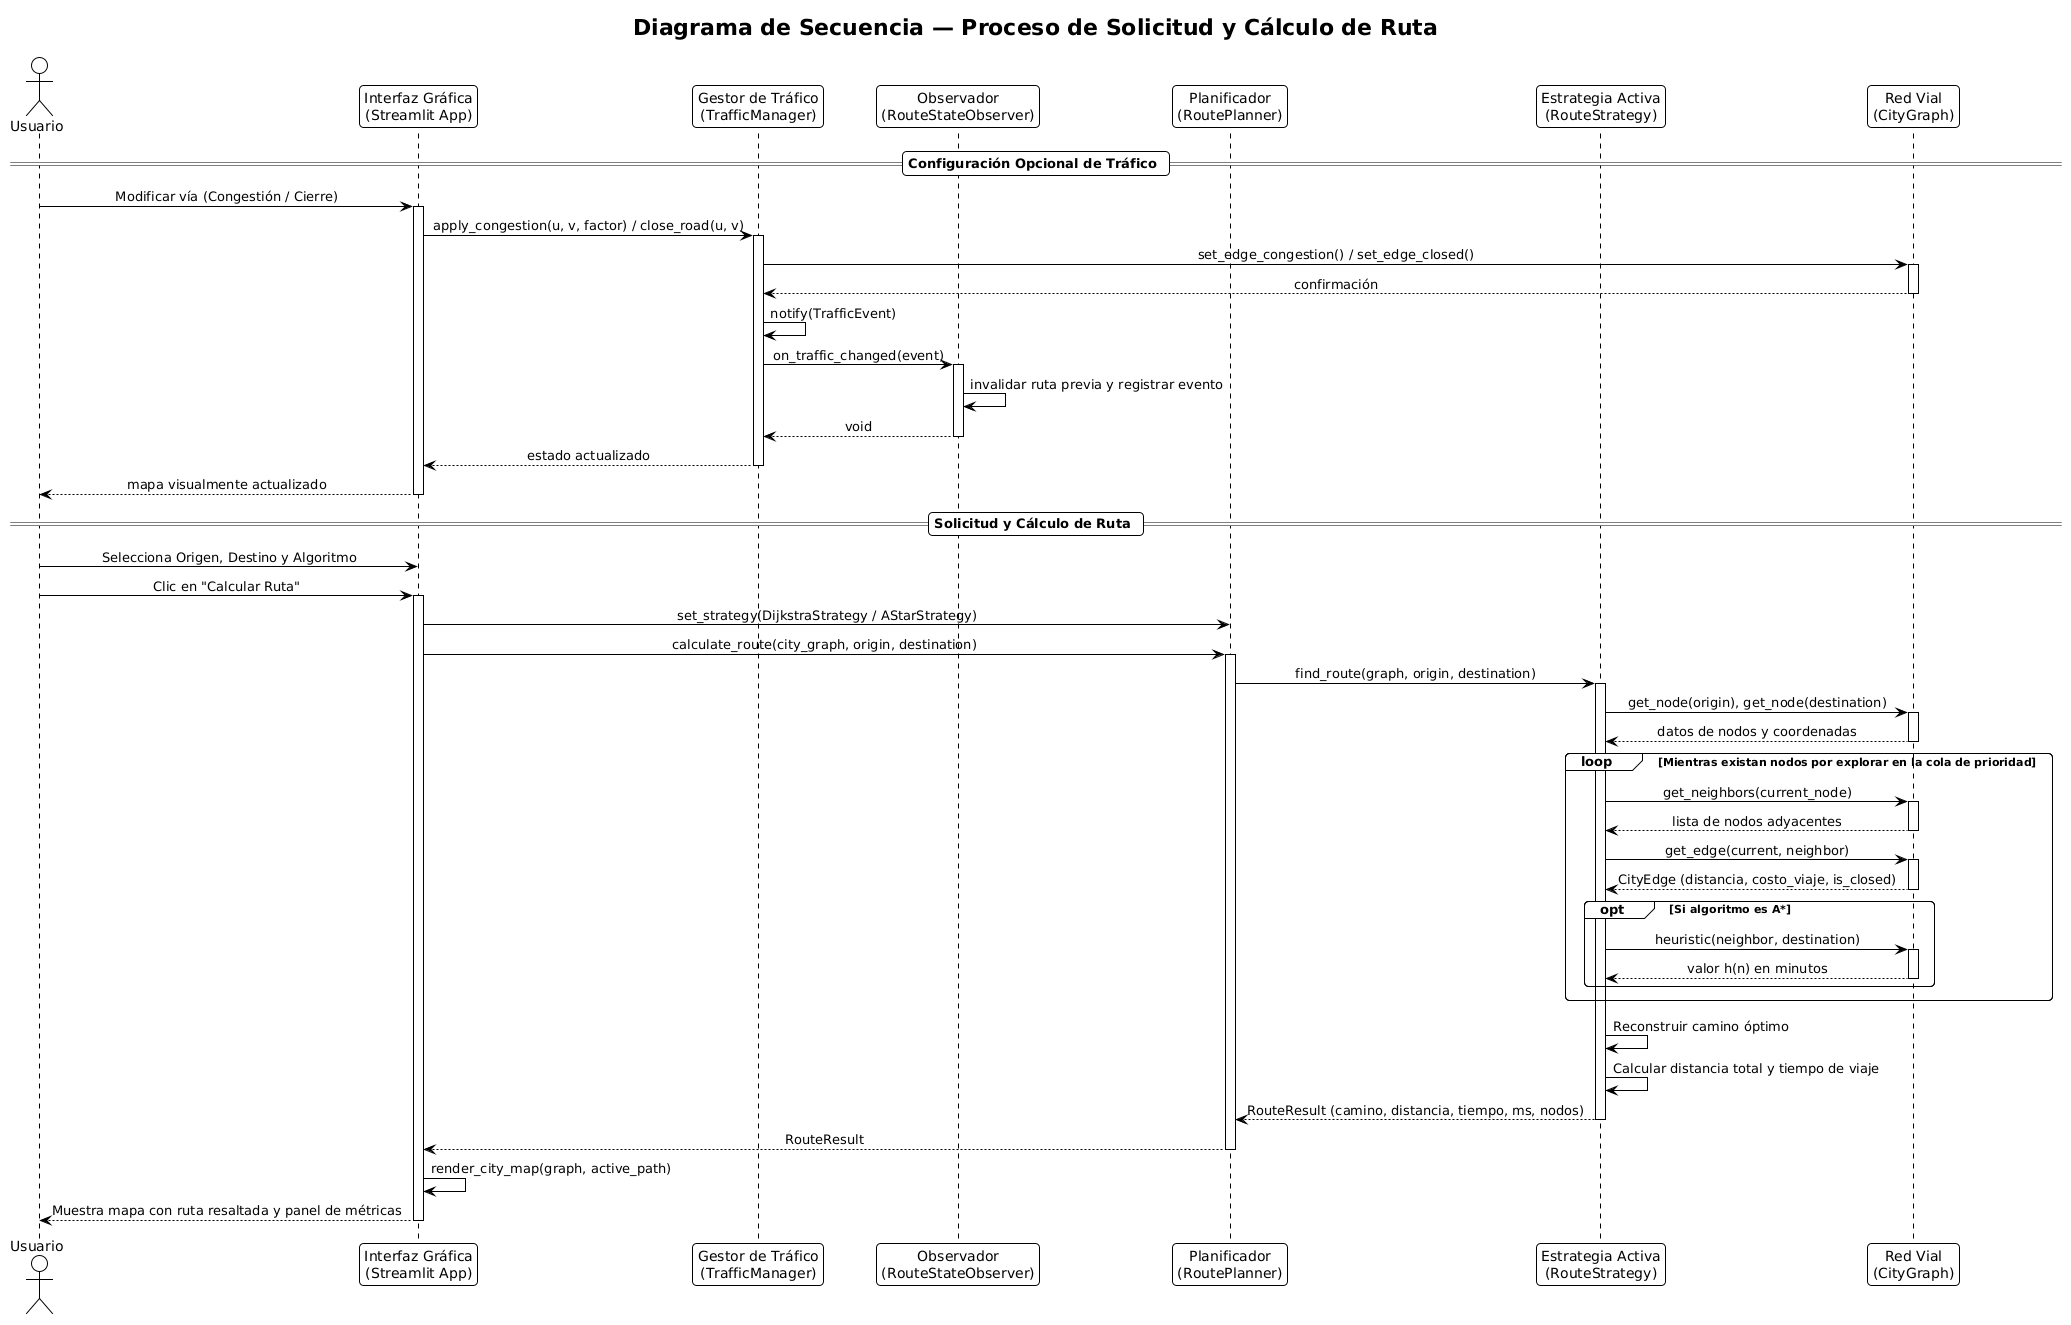 Diagrama de Secuencia — Proceso de Solicitud y Cálculo de Ruta
Usuario
Interfaz Gráfica
(Streamlit App)
Gestor de Tráfico
(TrafficManager)
Observador
(RouteStateObserver)
Planificador
(RoutePlanner)
Estrategia Activa
(RouteStrategy)
Red Vial
(CityGraph)
Configuración Opcional de Tráfico
Modificar vía (Congestión / Cierre)
apply_congestion(u, v, factor) / close_road(u, v)
set_edge_congestion() / set_edge_closed()
confirmación
notify(TrafficEvent)
on_traffic_changed(event)
invalidar ruta previa y registrar evento
void
estado actualizado
mapa visualmente actualizado
Solicitud y Cálculo de Ruta
Selecciona Origen, Destino y Algoritmo
Clic en "Calcular Ruta"
set_strategy(DijkstraStrategy / AStarStrategy)
calculate_route(city_graph, origin, destination)
find_route(graph, origin, destination)
get_node(origin), get_node(destination)
datos de nodos y coordenadas
loop [Mientras existan nodos por explorar en la cola de prioridad]
get_neighbors(current_node)
lista de nodos adyacentes
get_edge(current, neighbor)
CityEdge (distancia, costo_viaje, is_closed)
opt [Si algoritmo es A*]
heuristic(neighbor, destination)
valor h(n) en minutos
Reconstruir camino óptimo
Calcular distancia total y tiempo de viaje
RouteResult (camino, distancia, tiempo, ms, nodos)
RouteResult
render_city_map(graph, active_path)
Muestra mapa con ruta resaltada y panel de métricas
Usuario
Interfaz Gráfica
(Streamlit App)
Gestor de Tráfico
(TrafficManager)
Observador
(RouteStateObserver)
Planificador
(RoutePlanner)
Estrategia Activa
(RouteStrategy)
Red Vial
(CityGraph)